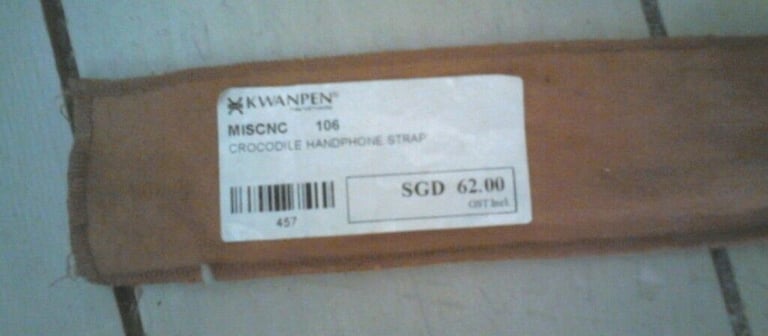 KWANPEN®
MISCNC 106
CROCODILE HANDPHONE STRAP
SGD 62.00
GST Incl.
457